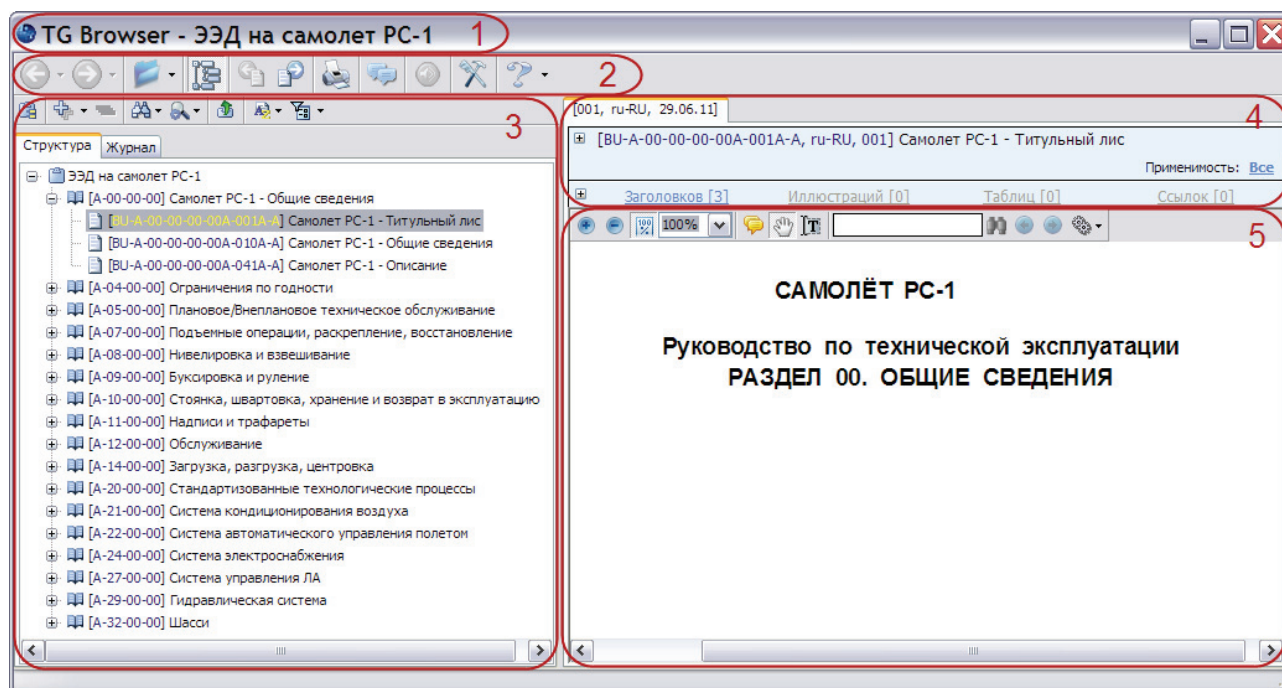 TG Browser - ЭЭД на самолет РС-1
1
2
3
Структура Журнал
ЭЭД на самолет РС-1
[A-00-00-00] Самолет РС-1 - Общие сведения
[BU-A-00-00-00-00A-001A-A] Самолет РС-1 - Титульный лис
[BU-A-00-00-00-00A-010A-A] Самолет РС-1 - Общие сведения
[BU-A-00-00-00-00A-041A-A] Самолет РС-1 - Описание
[A-04-00-00] Ограничения по годности
[A-05-00-00] Плановое/Внеплановое техническое обслуживание
[A-07-00-00] Подъемные операции, раскрепление, восстановление
[A-08-00-00] Нивелировка и взвешивание
[A-09-00-00] Буксировка и руление
[A-10-00-00] Стоянка, швартовка, хранение и возврат в эксплуатацию
[A-11-00-00] Надписи и трафареты
[A-12-00-00] Обслуживание
[A-14-00-00] Загрузка, разгрузка, центровка
[A-20-00-00] Стандартизованные технологические процессы
[A-21-00-00] Система кондиционирования воздуха
[A-22-00-00] Система автоматического управления полетом
[A-24-00-00] Система электроснабжения
[A-27-00-00] Система управления ЛА
[A-29-00-00] Гидравлическая система
[A-32-00-00] Шасси
[001, ru-RU, 29.06.11]
4
[BU-A-00-00-00-00A-001A-A, ru-RU, 001] Самолет РС-1 - Титульный лис
Применимость: Все
Заголовков [3] Иллюстраций [0] Таблиц [0] Ссылок [0]
100% 100%
5
САМОЛЁТ РС-1
Руководство по технической эксплуатации
РАЗДЕЛ 00. ОБЩИЕ СВЕДЕНИЯ